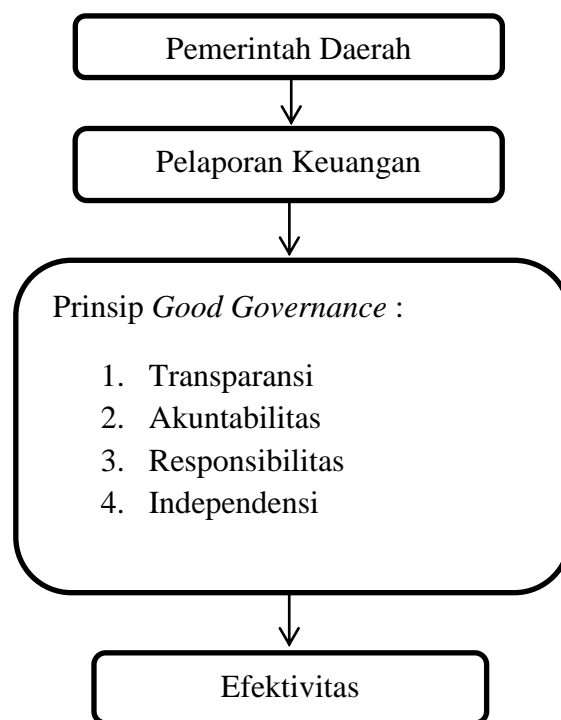 Pemerintah Daerah
Pelaporan Keuangan
Prinsip Good Governance :
1. Transparansi
2. Akuntabilitas
3. Responsibilitas
4. Independensi
Efektivitas